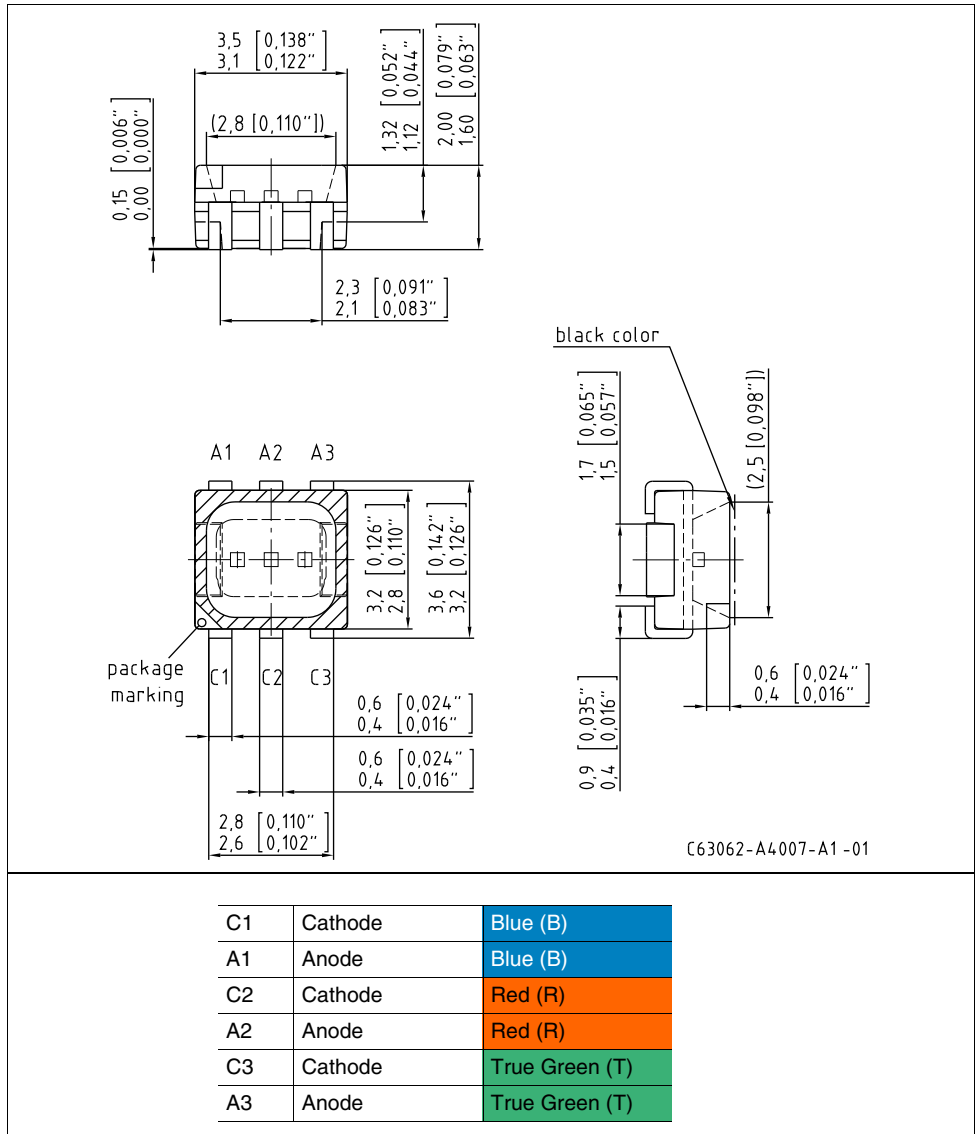 3,5 [0,138"]
3,1 [0,122"]
(2,8 [0,110"])
1,32 [0,052"]
1,12 [0,044"]
2,00 [0,079"]
1,60 [0,063"]
0,15 [0,006"]
0,00 [0,000"]
2,3 [0,091"]
2,1 [0,083"]
black color
1,7 [0,065"]
1,5 [0,057"]
(2,5 [0,098"])
A1 A2 A3
3,2 [0,126"]
2,8 [0,110"]
3,6 [0,142"]
3,2 [0,126"]
package
marking
C1 C2 C3
0,6 [0,024"]
0,4 [0,016"]
0,6 [0,024"]
0,4 [0,016"]
2,8 [0,110"]
2,6 [0,102"]
0,9 [0,035"]
0,4 [0,016"]
0,6 [0,024"]
0,4 [0,016"]
C63062-A4007-A1-01
C1 Cathode Blue (B)
A1 Anode Blue (B)
C2 Cathode Red (R)
A2 Anode Red (R)
C3 Cathode True Green (T)
A3 Anode True Green (T)